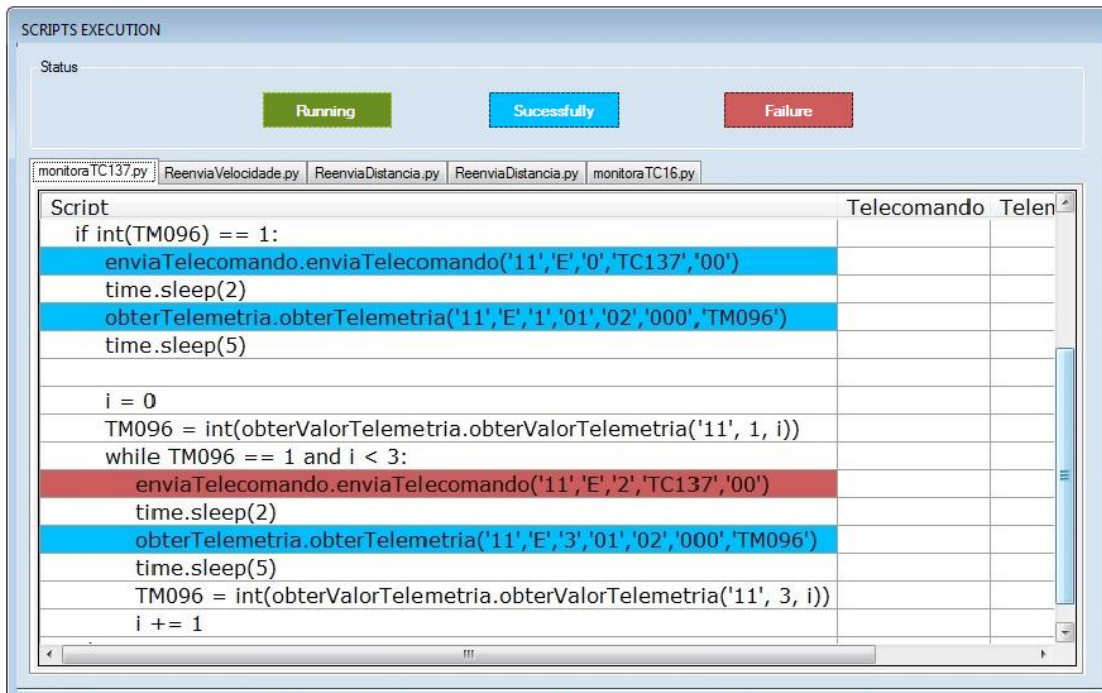 SCRIPTS EXECUTION
Status
Running Sucessfully Failure
monitoraTC137.py ReenviaVelocidade.py ReenviaDistancia.py ReenviaDistancia.py monitoraTC16.py
Script Telecomando Telem
if int(TM096) == 1:
enviaTelecomando.enviaTelecomando('11','E','0','TC137','00')
time.sleep(2)
obterTelemetria.obterTelemetria('11','E','1','01','02','000','TM096')
time.sleep(5)
i = 0
TM096 = int(obterValorTelemetria.obterValorTelemetria('11', 1, i))
while TM096 == 1 and i < 3:
enviaTelecomando.enviaTelecomando('11','E','2','TC137','00')
time.sleep(2)
obterTelemetria.obterTelemetria('11','E','3','01','02','000','TM096')
time.sleep(5)
TM096 = int(obterValorTelemetria.obterValorTelemetria('11', 3, i))
i += 1